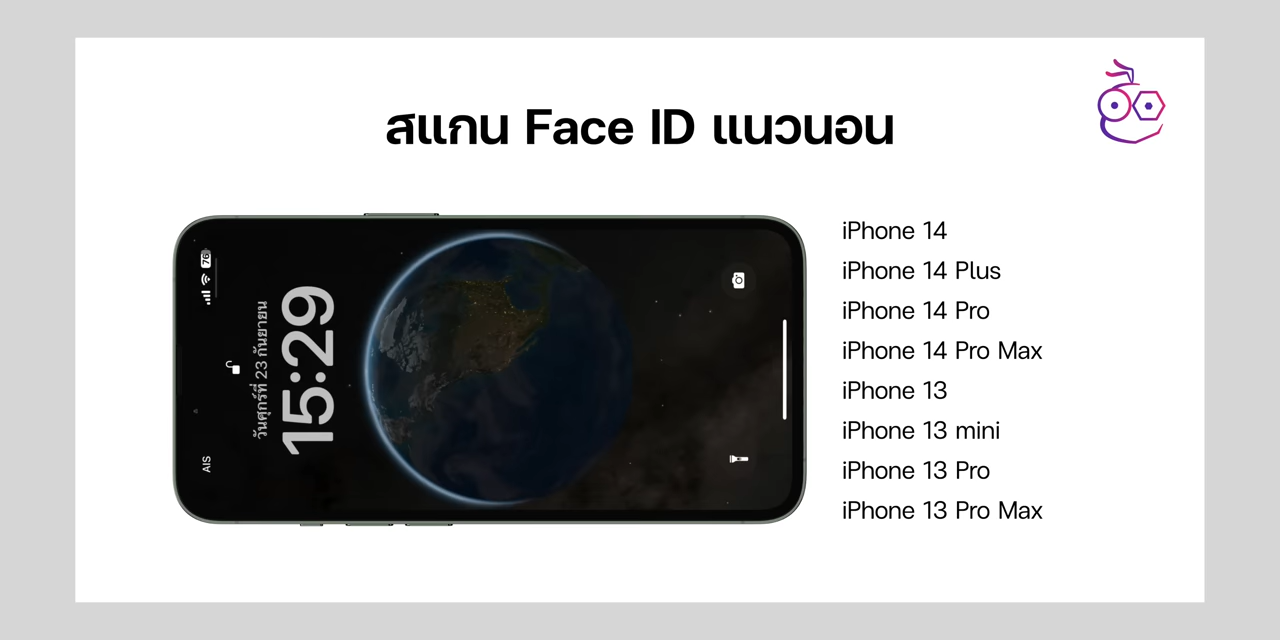 สแกน Face ID แนวนอน
AIS
78
วันศุกร์ที่ 23 กันยายน
15:29
iPhone 14
iPhone 14 Plus
iPhone 14 Pro
iPhone 14 Pro Max
iPhone 13
iPhone 13 mini
iPhone 13 Pro
iPhone 13 Pro Max